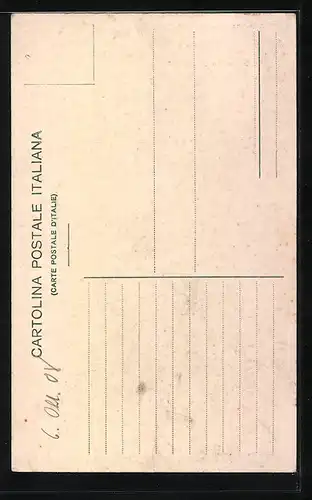 CARTOLINA POSTALE ITALIANA
(CARTE POSTALE D'ITALIE)
6. Okt. 08